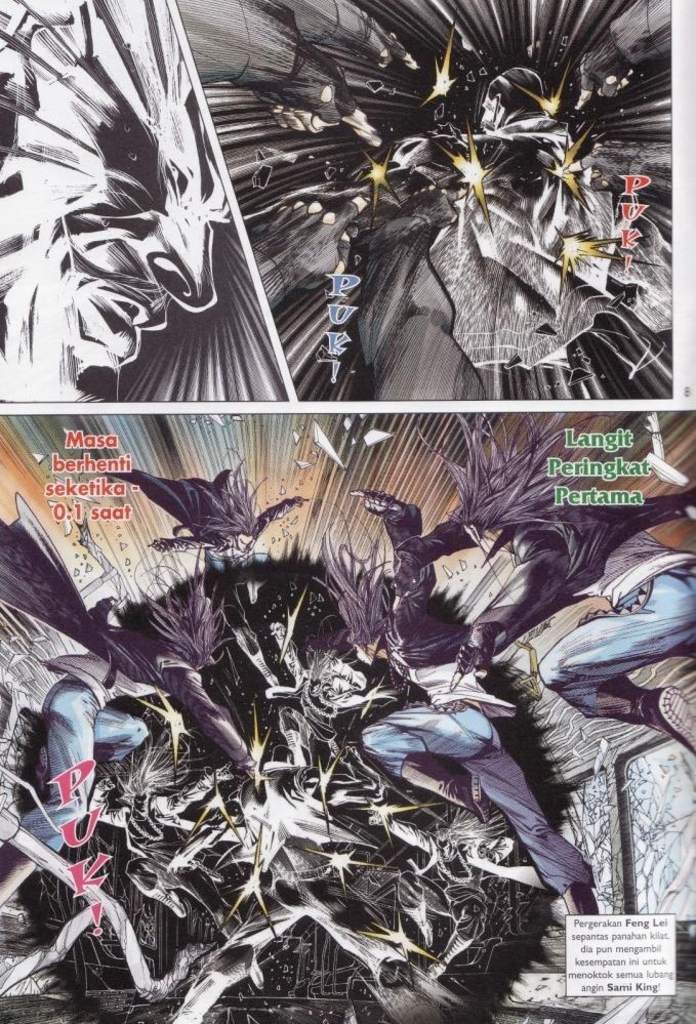 PUK!
PUK!
8
Masa
berhenti
seketika -
0.1 saat
Langit
Peringkat
Pertama
PUK!
Pergerakan Feng Lei
sepantas panahan kilat,
dia pun mengambil
kesempatan ini untuk
menoktok semua lubang
angin Sami King!